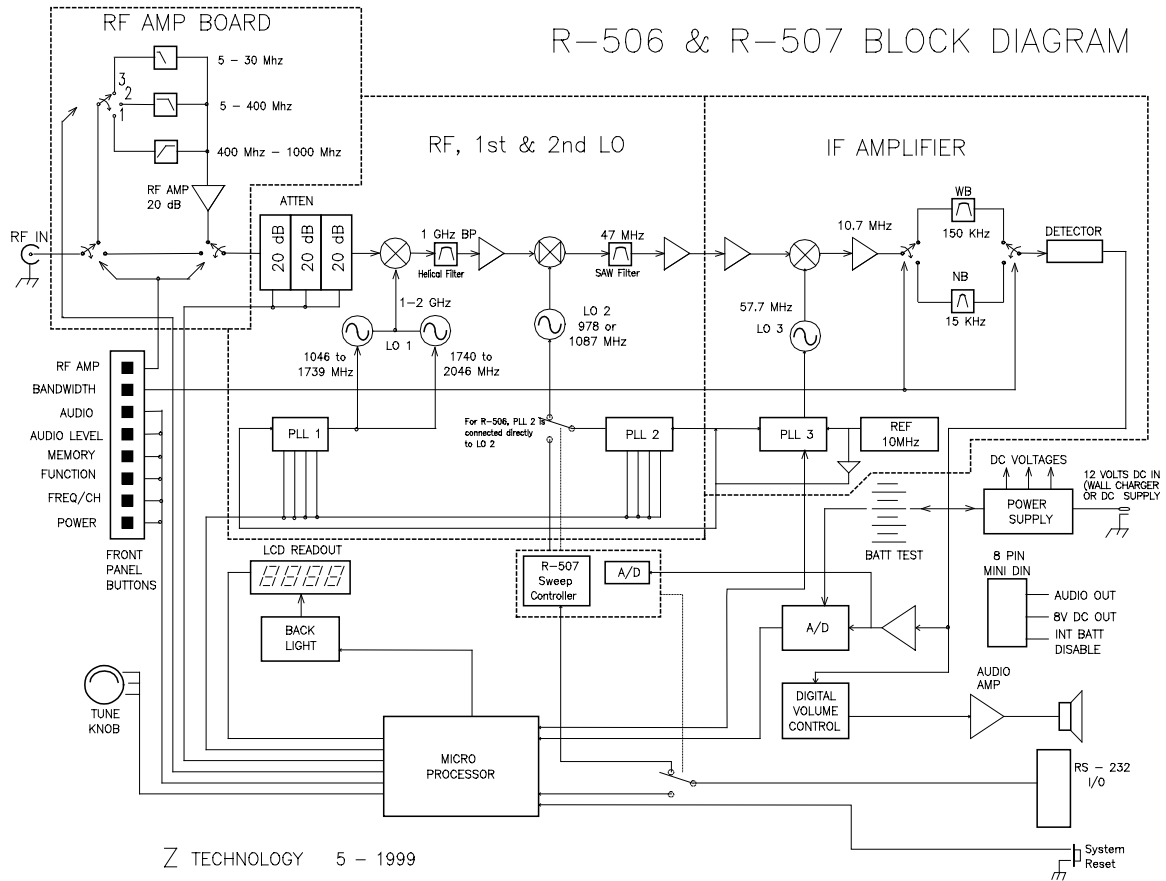 RF AMP BOARD
R-506 & R-507 BLOCK DIAGRAM
5 - 30 Mhz
3
2
1
5 - 400 Mhz
400 Mhz - 1000 Mhz
RF AMP
20 dB
RF, 1st & 2nd LO
IF AMPLIFIER
RF IN
ATTEN
20 dB
20 dB
20 dB
1 GHz BP
Helical Filter
47 MHz
SAW Filter
10.7 MHz
WB
150 KHz
NB
15 KHz
DETECTOR
1-2 GHz
LO 1
1046 to
1739 MHz
1740 to
2046 MHz
LO 2
978 or
1087 MHz
57.7 MHz
LO 3
RF AMP
BANDWIDTH
AUDIO
AUDIO LEVEL
MEMORY
FUNCTION
FREQ/CH
POWER
FRONT
PANEL
BUTTONS
PLL 1
For R-506, PLL 2 is
connected directly
to LO 2
PLL 2
PLL 3
REF
10MHz
DC VOLTAGES
12 VOLTS DC IN
(WALL CHARGER
OR DC SUPPLY
POWER
SUPPLY
BATT TEST
LCD READOUT
8888
BACK
LIGHT
R-507
Sweep
Controller
A/D
A/D
8 PIN
MINI DIN
AUDIO OUT
8V DC OUT
INT BATT
DISABLE
TUNE
KNOB
DIGITAL
VOLUME
CONTROL
AUDIO
AMP
MICRO
PROCESSOR
RS - 232
I/O
System
Reset
Z TECHNOLOGY 5 - 1999